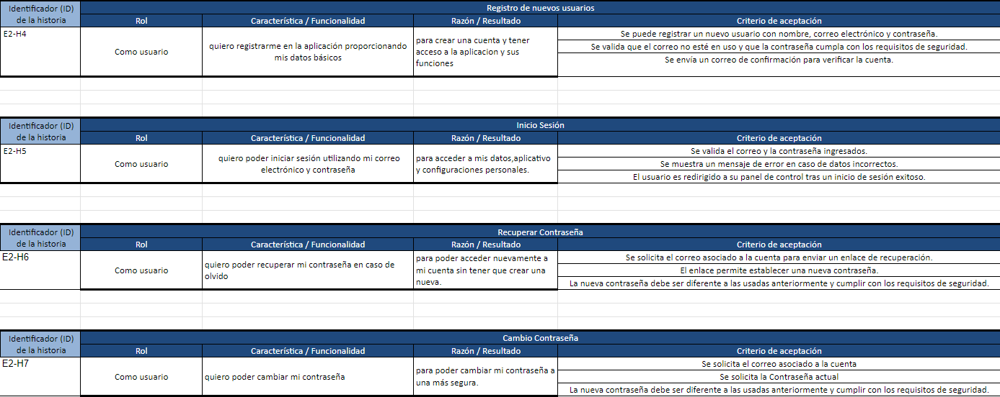 Identificador (ID)
de la historia
Registro de nuevos usuarios
Rol
Característica / Funcionalidad
Razón / Resultado
Criterio de aceptación
E2-H4
Como usuario
quiero registrarme en la aplicación proporcionando
mis datos básicos
para crear una cuenta y tener
acceso a la aplicacion y sus
funciones
Se puede registrar un nuevo usuario con nombre, correo electrónico y contraseña.
Se valida que el correo no esté en uso y que la contraseña cumpla con los requisitos de seguridad.
Se envía un correo de confirmación para verificar la cuenta.
Identificador (ID)
de la historia
Inicio Sesión
Rol
Característica / Funcionalidad
Razón / Resultado
Criterio de aceptación
E2-H5
Como usuario
quiero poder iniciar sesión utilizando mi correo
electrónico y contraseña
para acceder a mis datos,aplicativo
y configuraciones personales.
Se valida el correo y la contraseña ingresados.
Se muestra un mensaje de error en caso de datos incorrectos.
El usuario es redirigido a su panel de control tras un inicio de sesión exitoso.
Identificador (ID)
de la historia
Recuperar Contraseña
Rol
Característica / Funcionalidad
Razón / Resultado
Criterio de aceptación
E2-H6
Como usuario
quiero poder recuperar mi contraseña en caso de
olvido
para poder acceder nuevamente a
mi cuenta sin tener que crear una
nueva.
Se solicita el correo asociado a la cuenta para enviar un enlace de recuperación.
El enlace permite establecer una nueva contraseña.
La nueva contraseña debe ser diferente a las usadas anteriormente y cumplir con los requisitos de seguridad.
Identificador (ID)
de la historia
Cambio Contraseña
Rol
Característica / Funcionalidad
Razón / Resultado
Criterio de aceptación
E2-H7
Como usuario
quiero poder cambiar mi contraseña
para poder cambiar mi contraseña a
una más segura.
Se solicita el correo asociado a la cuenta
Se solicita la Contraseña actual
La nueva contraseña debe ser diferente a las usadas anteriormente y cumplir con los requisitos de seguridad.